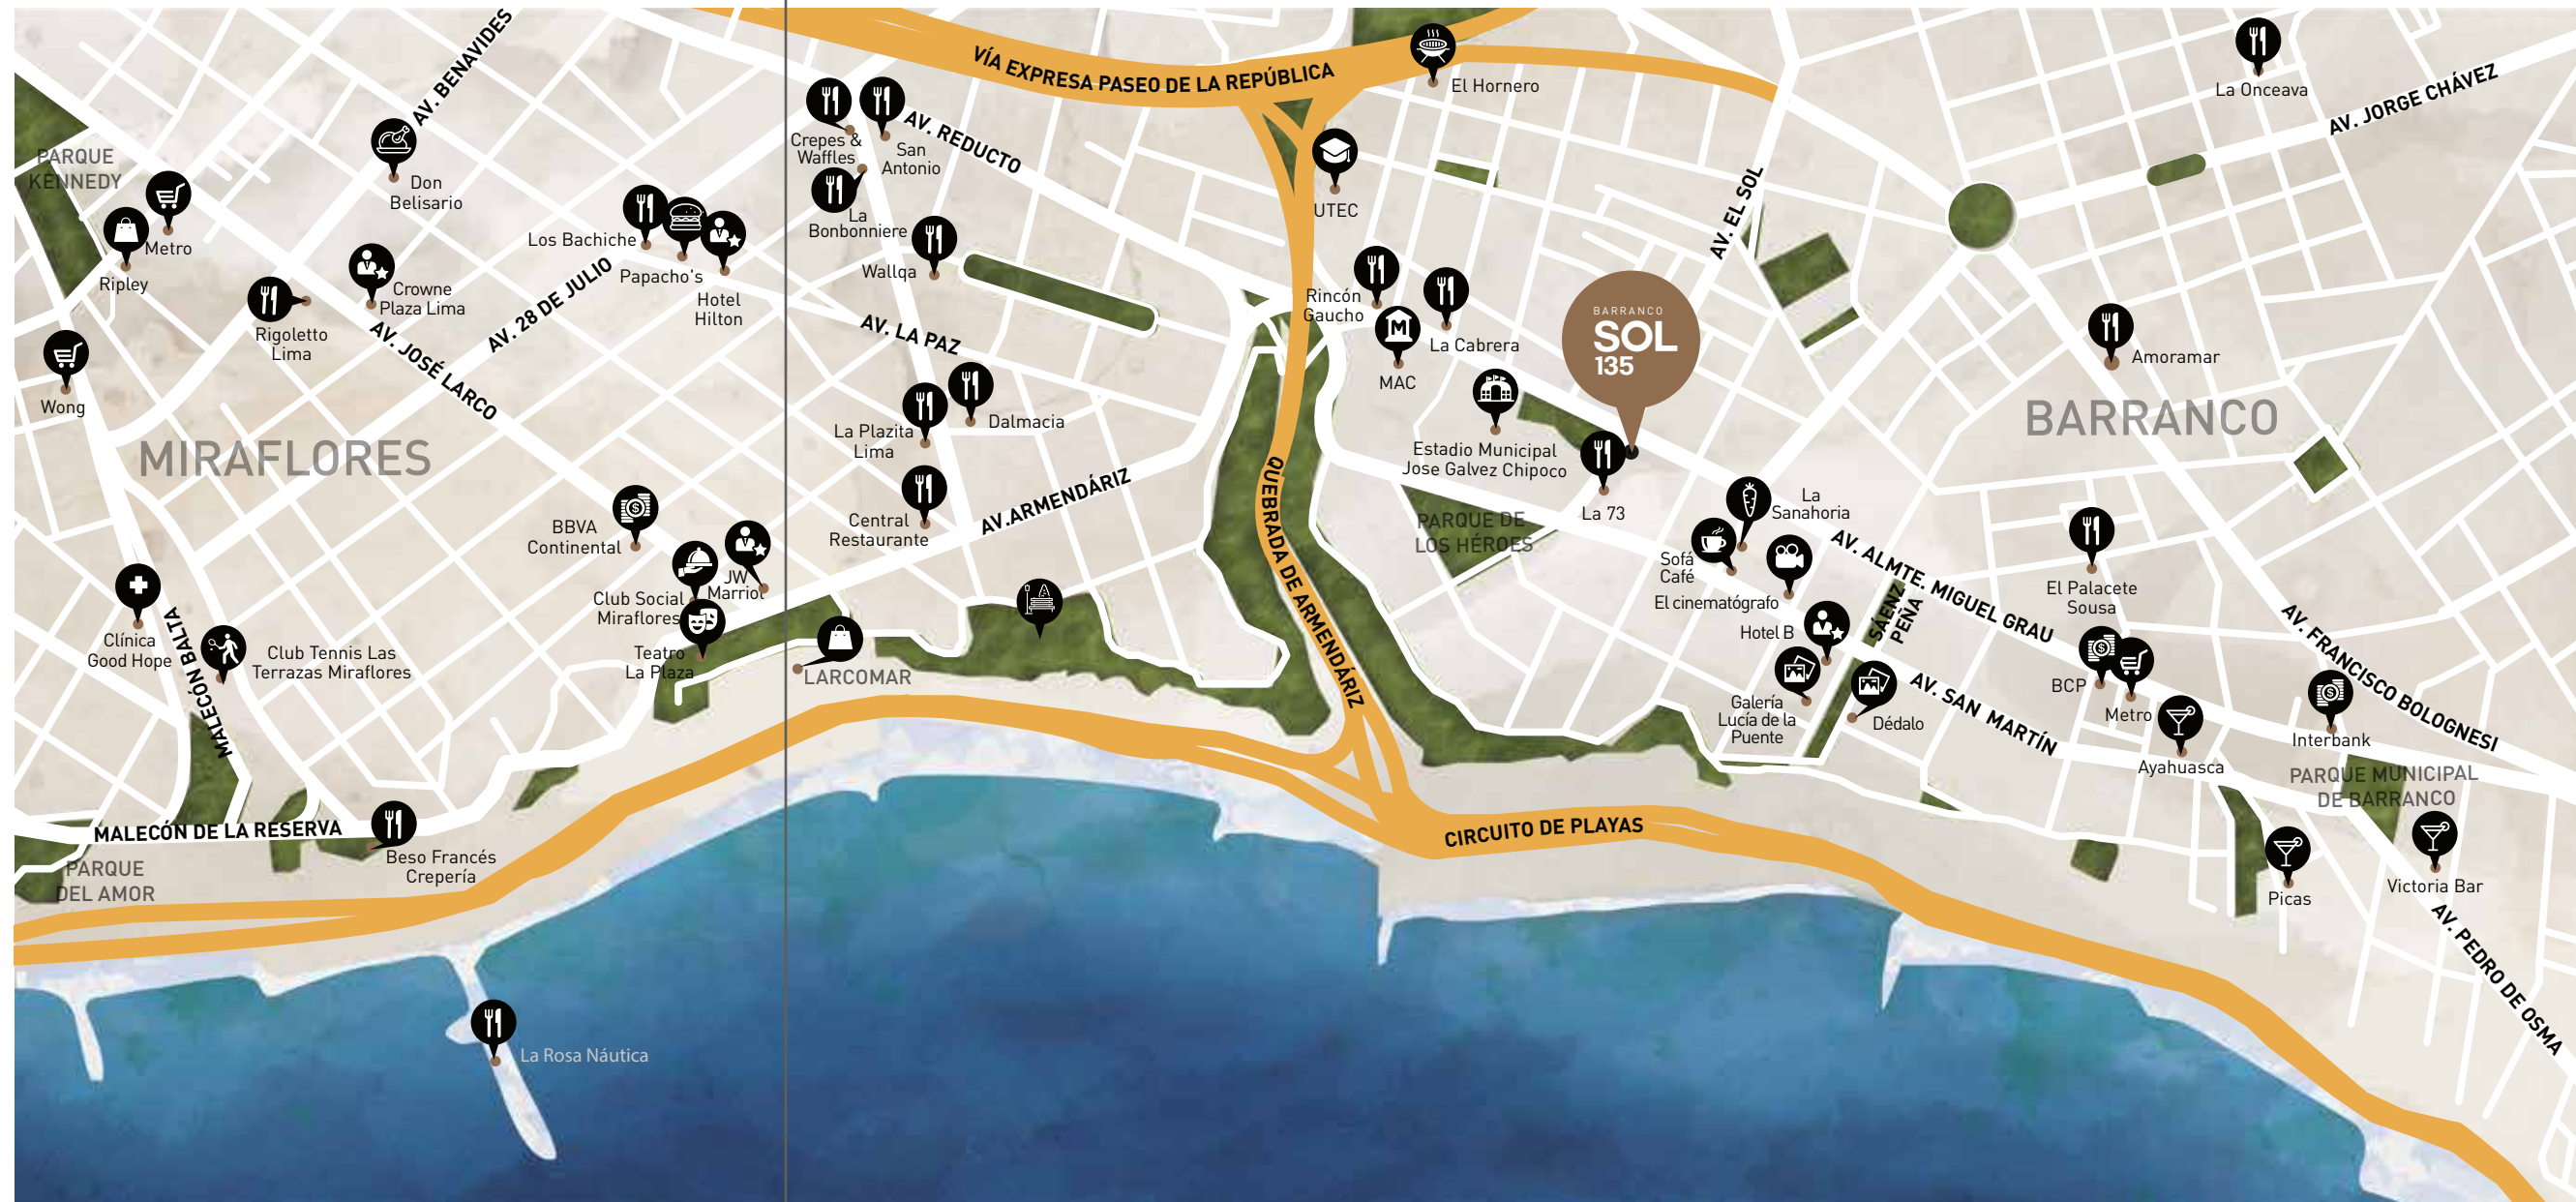 AV. BENAVIDES
VÍA EXPRESA PASEO DE LA REPÚBLICA
El Hornero
La Onceava
AV. JORGE CHÁVEZ
PARQUE
KENNEDY
Metro
Ripley
Don
Belisario
Crepes &
Waffles
San
Antonio
AV. REDUCTO
La
Bonbonniere
UTEC
AV. EL SOL
Los Bachiche
Papacho's
Hotel
Hilton
Wallqa
Crowne
Plaza Lima
Rigoletto
Lima
AV. 28 DE JULIO
AV. JOSÉ LARCO
AV. LA PAZ
Rincón
Gaucho
La Cabrera
MAC
BARRANCO
SOL
135
Amoramar
Wong
MIRAFLORES
La Plazita
Lima
Dalmacia
BARRANCO
Estadio Municipal
Jose Galvez Chipoco
La 73
AV.ARMENDÁRIZ
Central
Restaurante
QUEBRADA DE ARMENDÁRIZ
PARQUE DE
LOS HÉROES
La
Sanahoria
Sofá
Café
El cinematógrafo
AV. ALMTE. MIGUEL GRAU
SÁENZ
PEÑA
El Palacete
Sousa
BBVA
Continental
JW
Marriot
Club Social
Miraflores
Teatro
La Plaza
LARCOMAR
Clínica
Good Hope
MALECÓN BALTA
Club Tennis Las
Terrazas Miraflores
Hotel B
Galería
Lucía de la
Puente
Dédalo
AV. SAN MARTÍN
BCP
Metro
Ayahuasca
AV. FRANCISCO BOLOGNESI
Interbank
PARQUE MUNICIPAL
DE BARRANCO
MALECÓN DE LA RESERVA
PARQUE
DEL AMOR
Beso Francés
Crepería
CIRCUITO DE PLAYAS
Picas
Victoria Bar
AV. PEDRO DE OSMA
La Rosa Náutica